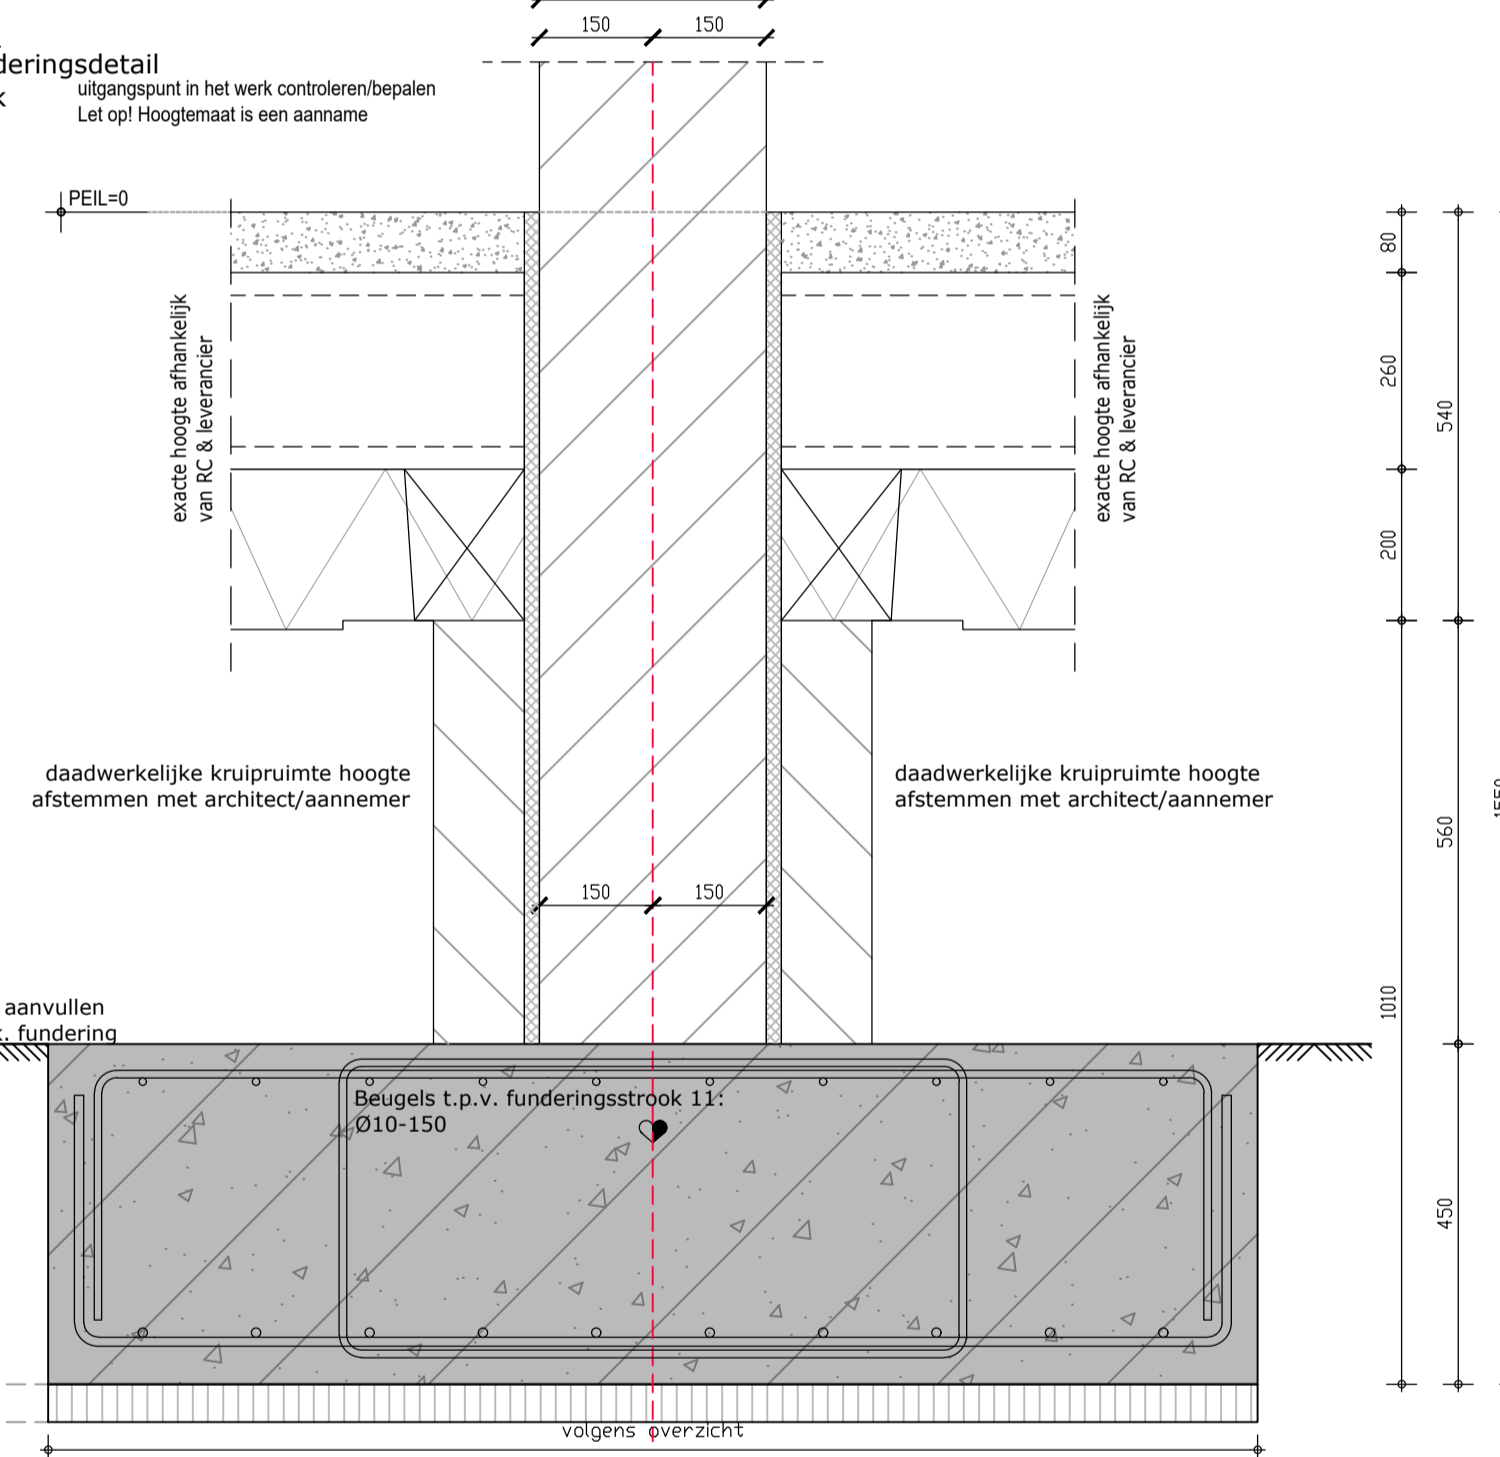 150 150
deringsdetail
k
uitgangspunt in het werk controleren/bepalen
Let op! Hoogtemaat is een aanname
PEIL=0
80
exacte hoogte afhankelijk
van RC & leverancier
exacte hoogte afhankelijk
van RC & leverancier
260
540
200
daadwerkelijke kruipruimte hoogte
afstemmen met architect/aannemer
daadwerkelijke kruipruimte hoogte
afstemmen met architect/aannemer
560
150 150
1010
aanvullen
k. fundering
Beugels t.p.v. funderingsstrook 11:
Ø10-150
450
volgens overzicht